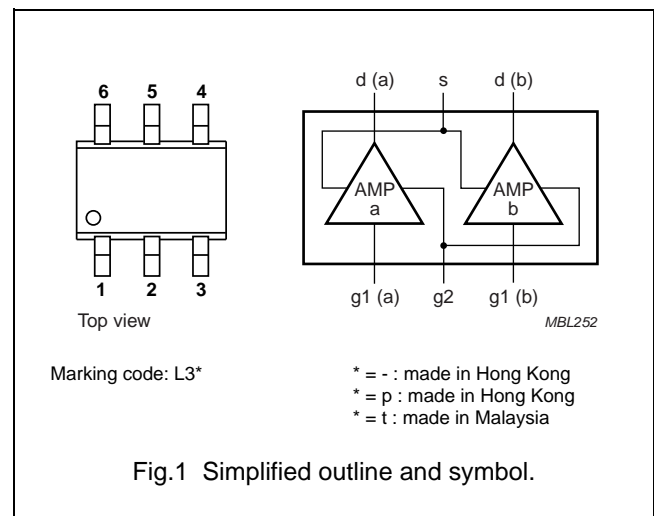 6 5 4
1 2 3
Top view
d (a) s d (b)
AMP
a
AMP
b
g1 (a) g2 g1 (b)
MBL252
Marking code: L3*
* = - : made in Hong Kong
* = p : made in Hong Kong
* = t : made in Malaysia
Fig.1 Simplified outline and symbol.